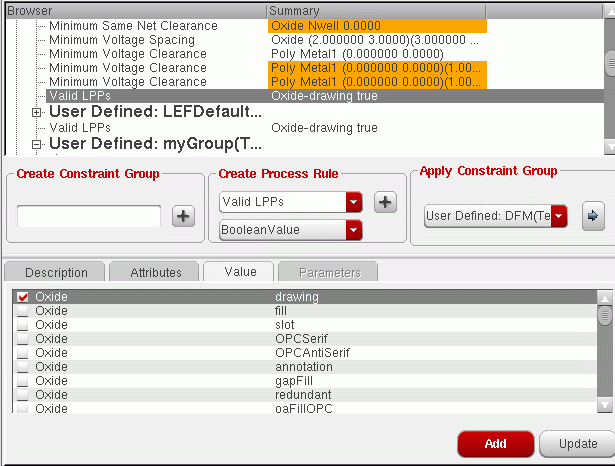 Browser Summary
Minimum Same Net Clearance Oxide Nwell 0.0000
Minimum Voltage Spacing Oxide (2.000000 3.0000)(3.000000 ...
Minimum Voltage Clearance Poly Metal1 (0.000000 0.0000)
Minimum Voltage Clearance Poly Metal1 (0.000000 0.0000)(1.00...
Minimum Voltage Clearance Poly Metal1 (0.000000 0.0000)(1.00...
Valid LPPs Oxide-drawing true
User Defined: LEFDefault...
Valid LPPs Oxide-drawing true
User Defined: myGroup(T...
Create Constraint Group Create Process Rule Apply Constraint Group
Valid LPPs
User Defined: DFM(Te
BooleanValue
Description Attributes Value Parameters
Oxide drawing
Oxide fill
Oxide slot
Oxide OPCSerif
Oxide OPCAntiSerif
Oxide annotation
Oxide gapFill
Oxide redundant
Oxide oaFillOPC
Add Update